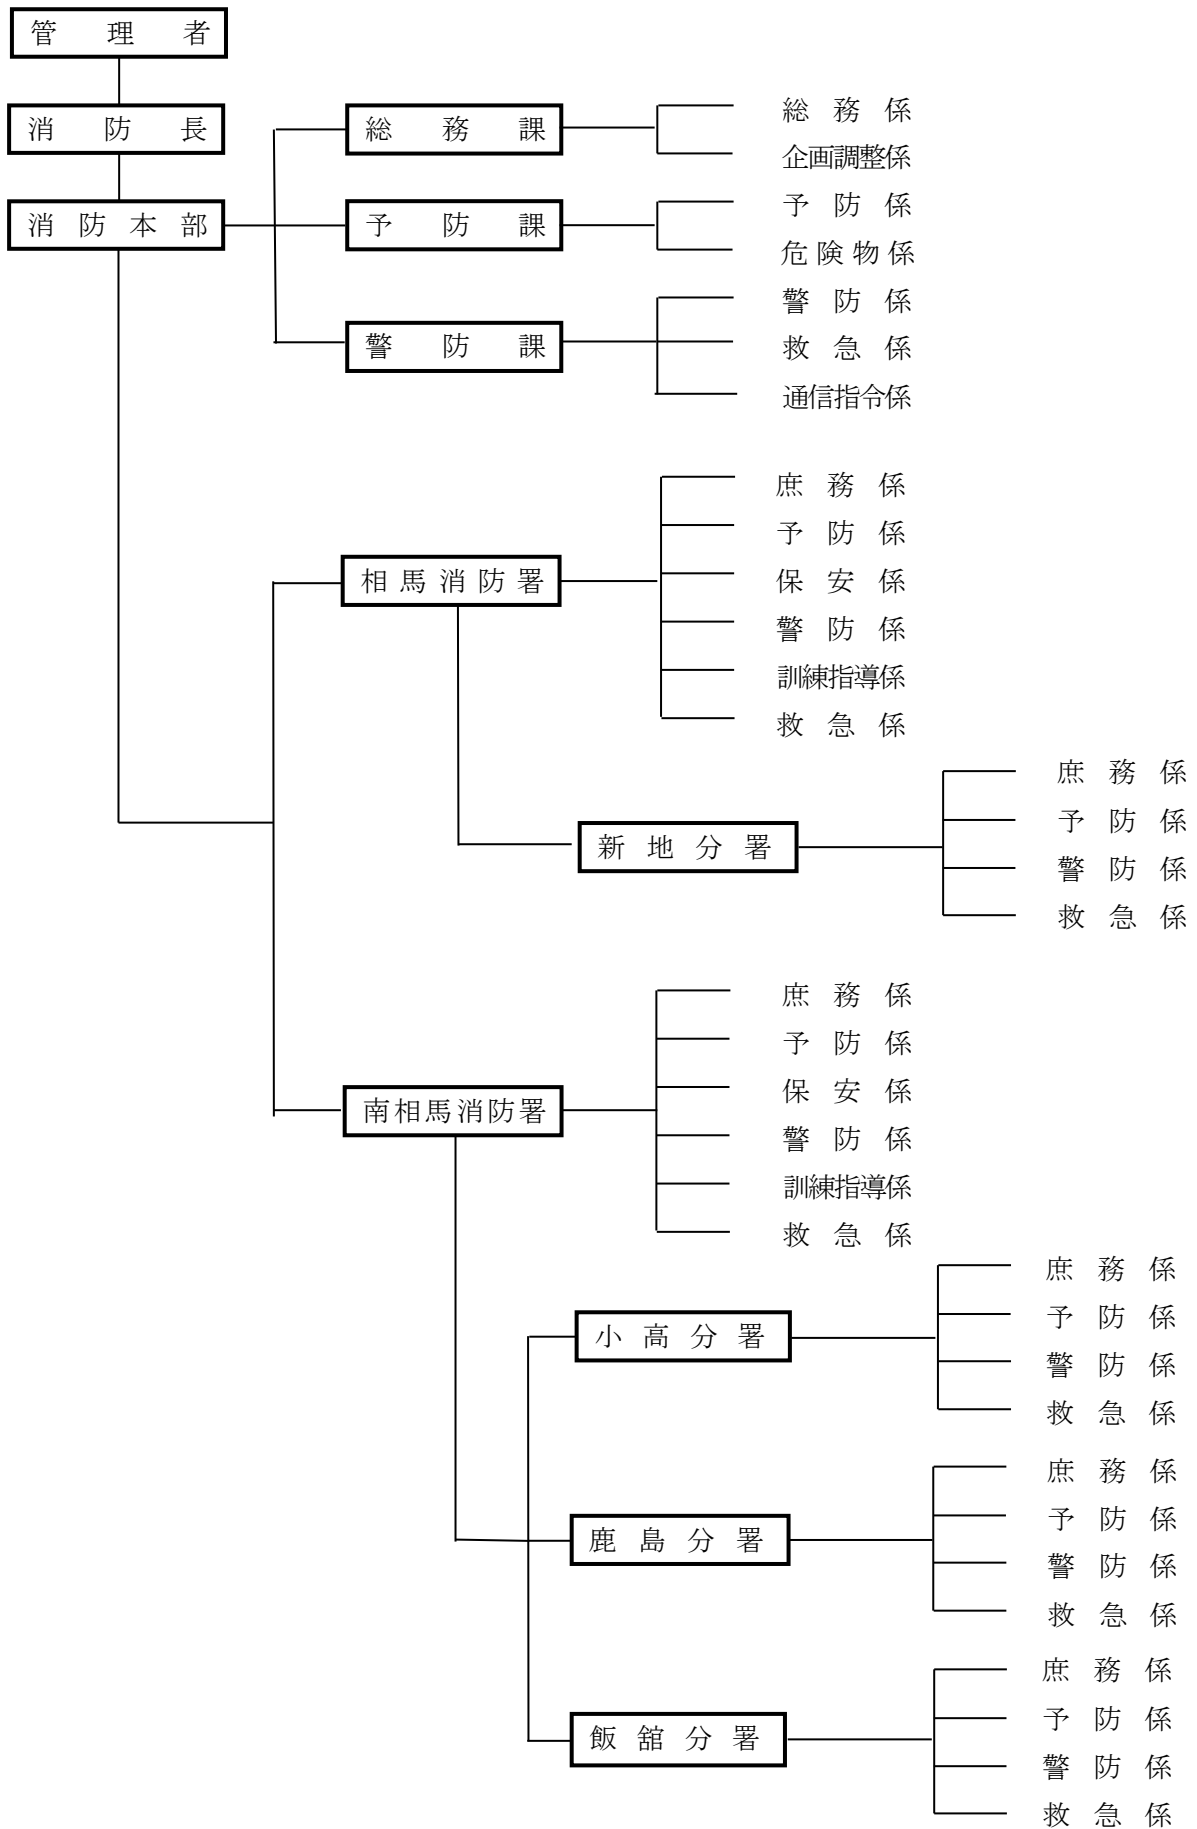 管理者
消防長
消防本部
総務課
総務係
企画調整係
予防課
予防係
危険物係
警防課
警防係
救急係
通信指令係
相馬消防署
庶務係
予防係
保安係
警防係
訓練指導係
救急係
新地分署
庶務係
予防係
警防係
救急係
南相馬消防署
庶務係
予防係
保安係
警防係
訓練指導係
救急係
小高分署
庶務係
予防係
警防係
救急係
鹿島分署
庶務係
予防係
警防係
救急係
飯舘分署
庶務係
予防係
警防係
救急係